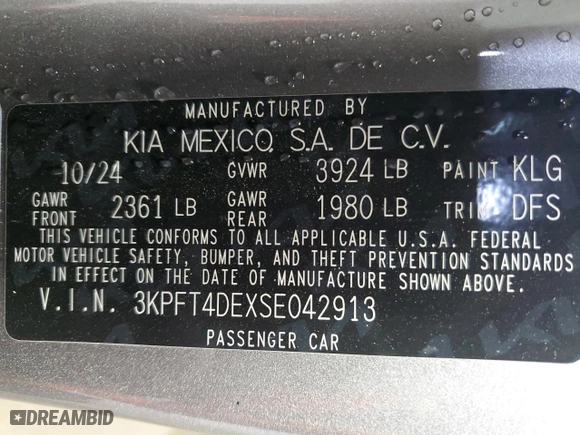 MANUFACTURED BY
KIA MEXICO, S.A. DE C.V.
10/24 GVWR 3924 LB PAINT KLG
GAWR FRONT 2361 LB GAWR REAR 1980 LB TRIM DFS
THIS VEHICLE CONFORMS TO ALL APPLICABLE U.S.A. FEDERAL
MOTOR VEHICLE SAFETY, BUMPER, AND THEFT PREVENTION STANDARDS
IN EFFECT ON THE DATE OF MANUFACTURE SHOWN ABOVE.
V.I.N. 3KPFT4DEXSE042913
PASSENGER CAR
DREAMBID